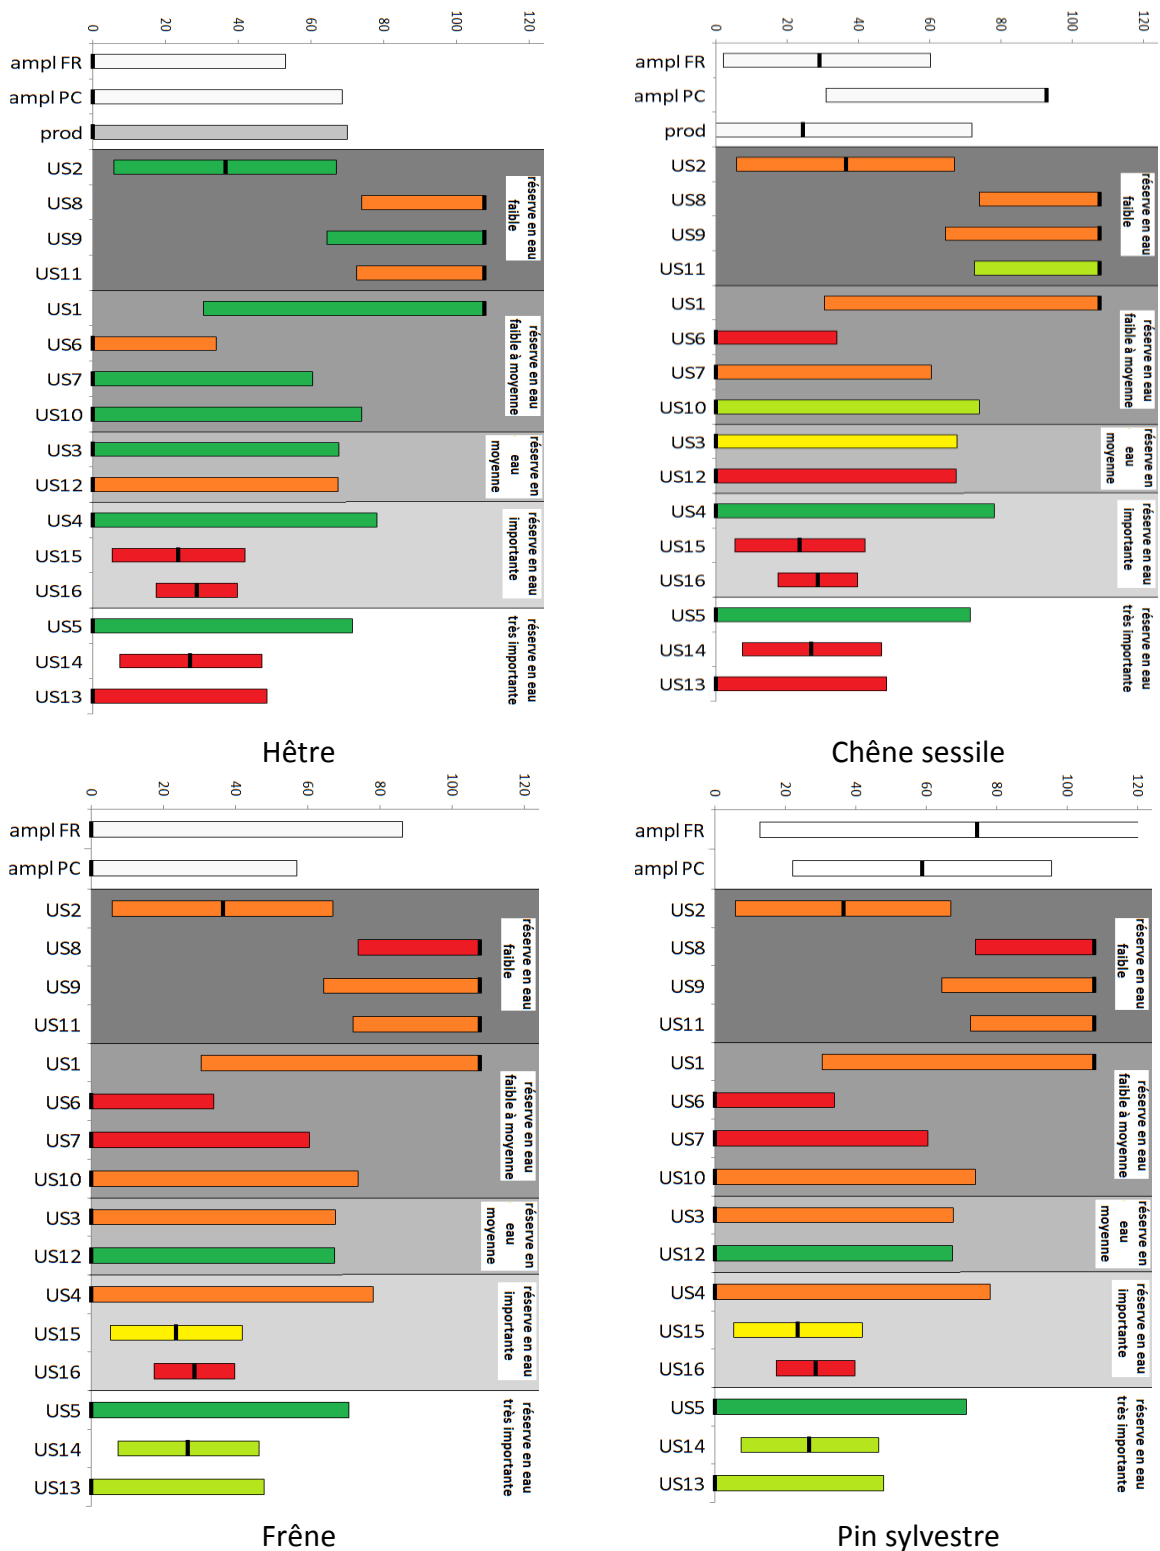 0 20 40 60 80 100 120
ampl FR
ampl PC
prod
US2
US8
US9
US11
US1
US6
US7
US10
US3
US12
US4
US15
US16
US5
US14
US13
réserve en eau
faible
réserve en eau
faible à moyenne
réserve en
eau
moyenne
réserve en eau
importante
réserve en eau
très importante
Hêtre
0 20 40 60 80 100 120
ampl FR
ampl PC
prod
US2
US8
US9
US11
US1
US6
US7
US10
US3
US12
US4
US15
US16
US5
US14
US13
réserve en eau
faible
réserve en eau
faible à moyenne
réserve en
eau
moyenne
réserve en eau
importante
réserve en eau
très importante
Chêne sessile
0 20 40 60 80 100 120
ampl FR
ampl PC
US2
US8
US9
US11
US1
US6
US7
US10
US3
US12
US4
US15
US16
US5
US14
US13
réserve en eau
faible
réserve en eau
faible à moyenne
réserve en
eau
moyenne
réserve en eau
importante
réserve en eau
très importante
Frêne
0 20 40 60 80 100 120
ampl FR
ampl PC
US2
US8
US9
US11
US1
US6
US7
US10
US3
US12
US4
US15
US16
US5
US14
US13
réserve en eau
faible
réserve en eau
faible à moyenne
réserve en
eau
moyenne
réserve en eau
importante
réserve en eau
très importante
Pin sylvestre